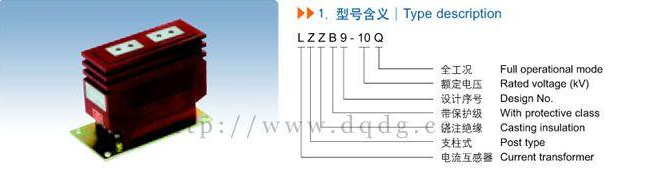 1. 型号含义 | Type description
LZZB9-10Q
全工况 Full operational mode
额定电压 Rated voltage (kV)
设计序号 Design No.
带保护级 With protective class
浇注绝缘 Casting insulation
支柱式 Post type
电流互感器 Current transformer
http://www.dqdg.com